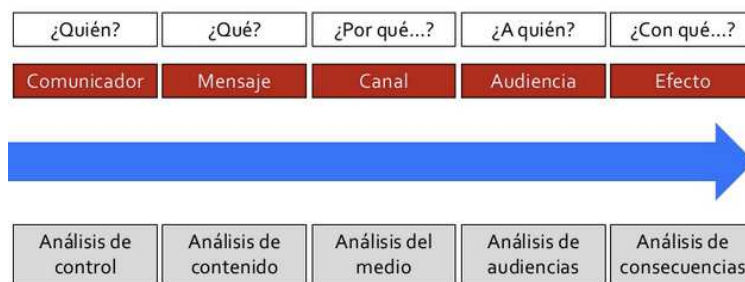 ¿Quién? ¿Qué? ¿Por qué...? ¿A quién? ¿Con qué...?
Comunicador Mensaje Canal Audiencia Efecto
Análisis de Análisis de Análisis del Análisis de Análisis de
control contenido medio audiencias consecuencias